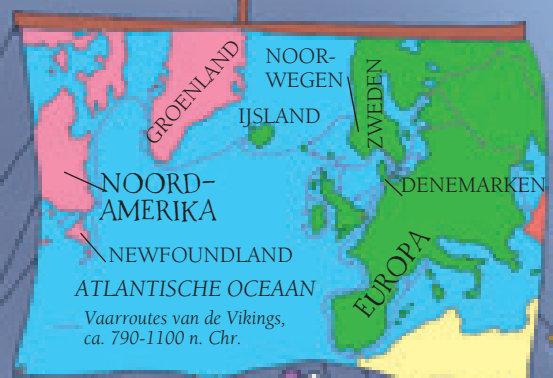 GROENLAND
NOOR-
WEGEN
ZWEDEN
IJSLAND
NOORD-
AMERIKA
DENEMARKEN
NEWFOUNDLAND
EUROPA
ATLANTISCHE OCEAAN
Vaarroutes van de Vikings,
ca. 790-1100 n. Chr.